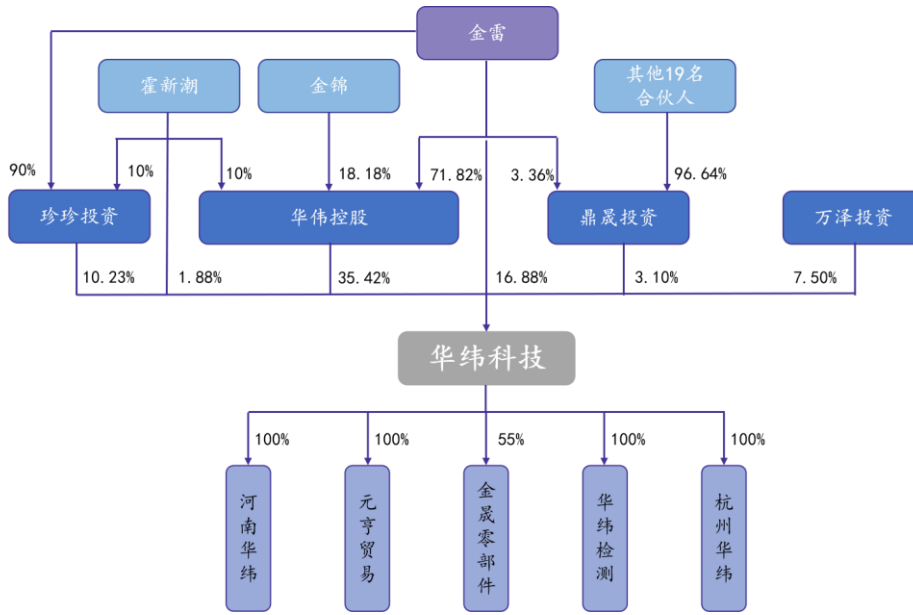 金雷
霍新潮
金锦
其他19名
合伙人
90%
10%
10%
18.18%
71.82%
3.36%
96.64%
珍珍投资
华伟控股
鼎晟投资
万泽投资
10.23%
1.88%
35.42%
16.88%
3.10%
7.50%
华纬科技
100%
100%
55%
100%
100%
河南华纬
元亨贸易
金晟零部件
华纬检测
杭州华纬